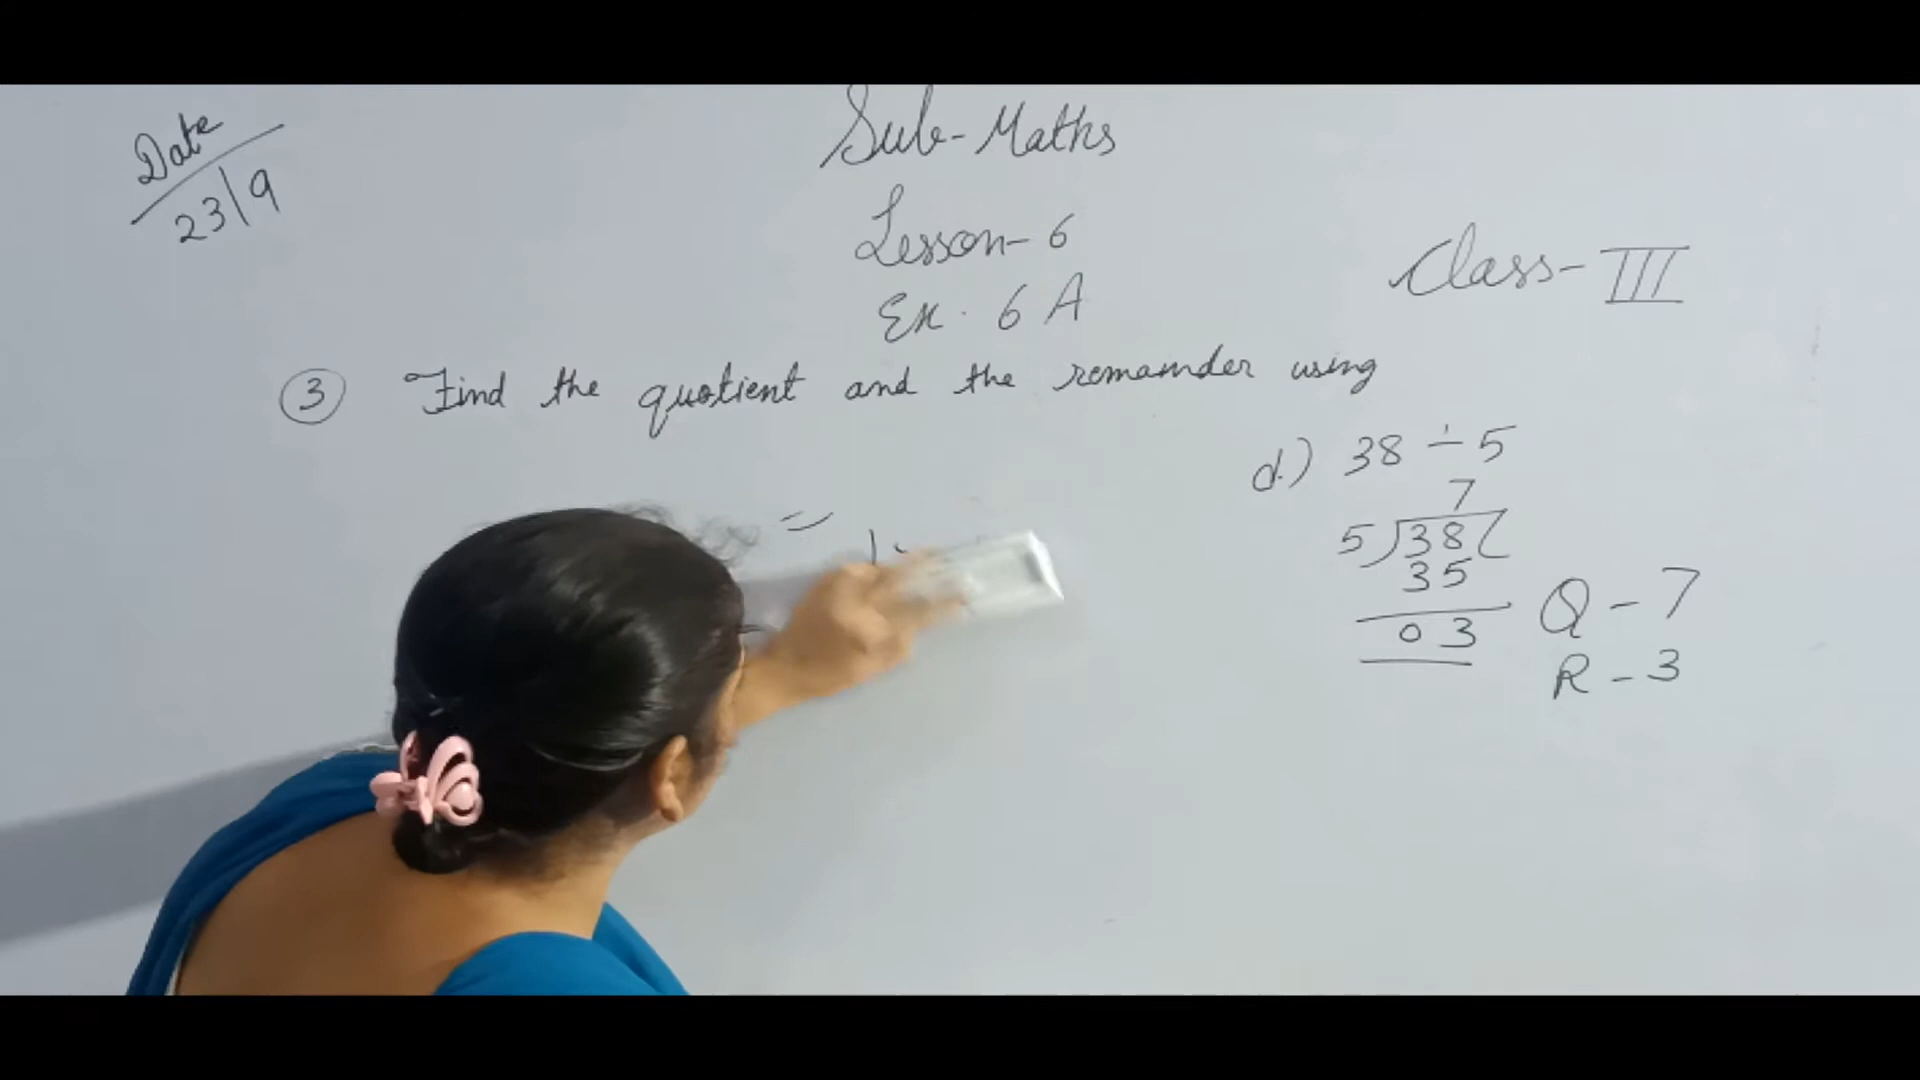 Date
23/9
Sub-Maths
Lesson-6
Ex. 6 A
Class-III
3 Find the quotient and the remainder using
d.) 38 ÷ 5
7
5)38(
35
03
Q - 7
R - 3
=